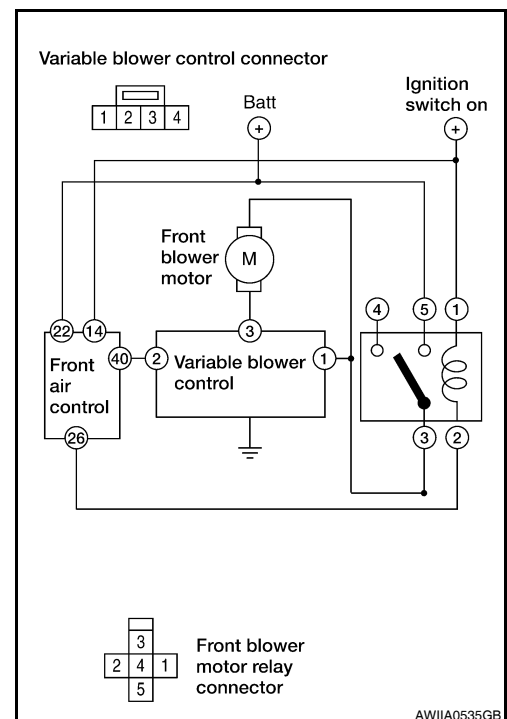 Variable blower control connector
1 2 3 4
Batt
+
Ignition
switch on
+
Front
blower
motor
M
22 14
3
4 5 1
Front
air
control
40
2
Variable blower
control
1
26
3 2
3
2 4 1
5
Front blower
motor relay
connector
AWIIA0535GB